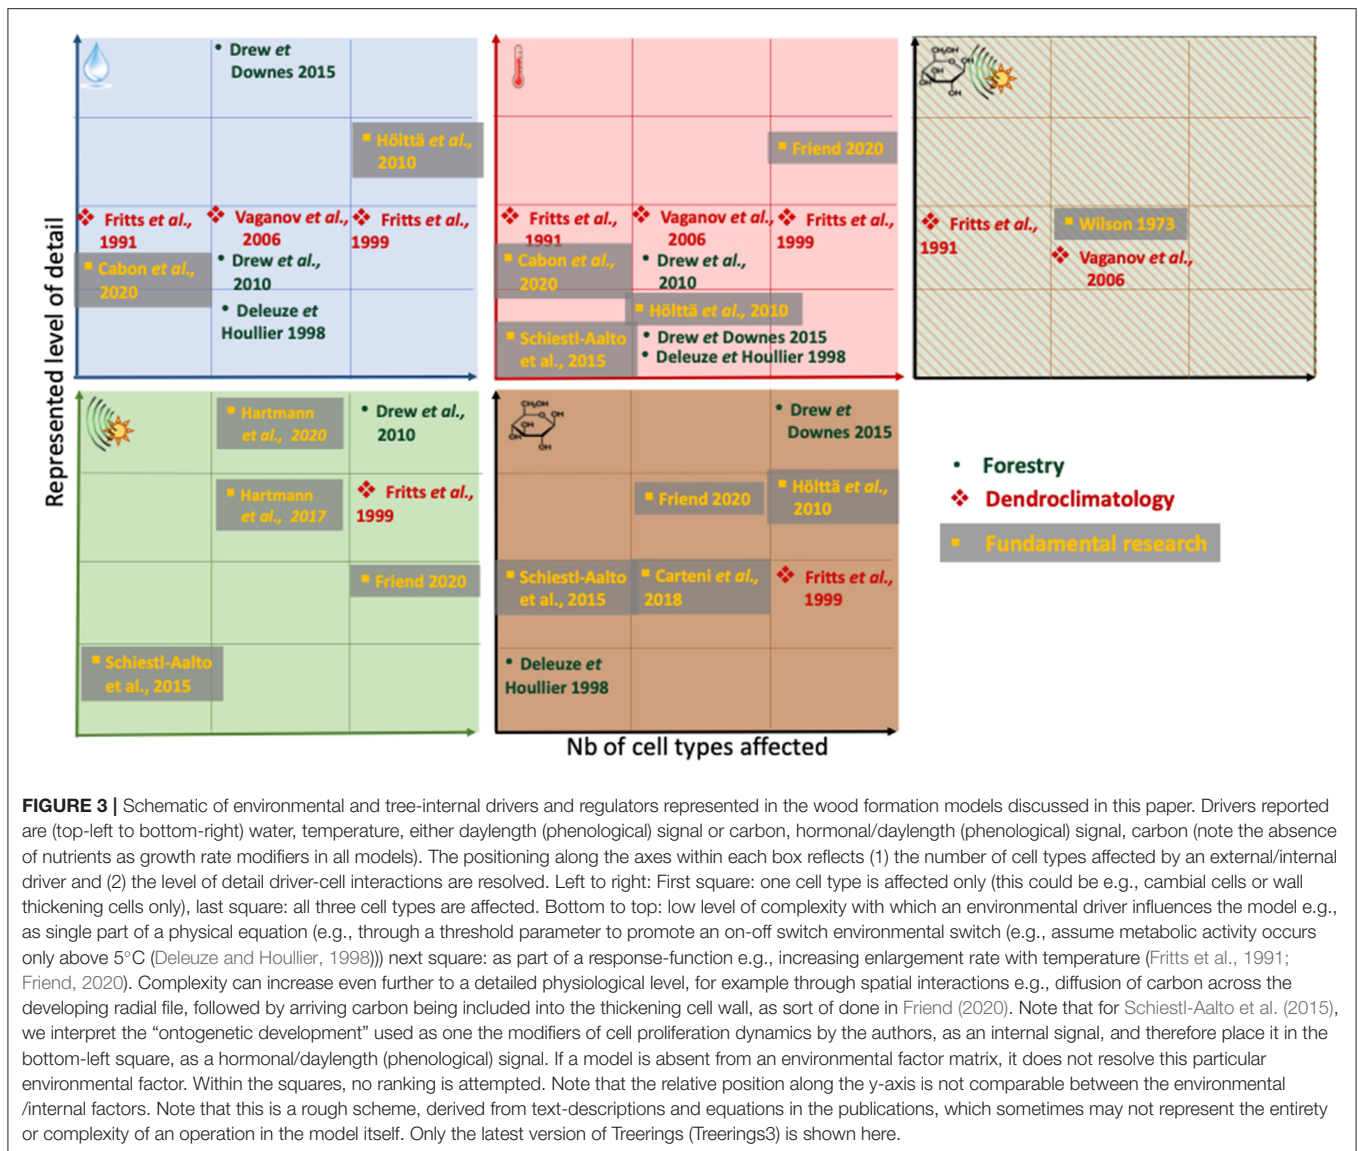 Represented level of detail
• Drew et
Downes 2015
Hölttä et al.,
2010
Fritts et al.,
1991
Vaganov et al.,
2006
Fritts et al.,
1999
Cabon et al.,
2020
• Drew et al.,
2010
• Deleuze et
Houllier 1998
Friend 2020
Fritts et al.,
1991
Vaganov et al.,
2006
Fritts et al.,
1999
Cabon et al.,
2020
• Drew et al.,
2010
Hölttä et al., 2010
Schiestl-Aalto
et al., 2015
• Drew et Downes 2015
• Deleuze et Houllier 1998
CH₂OH
O
OH
OH
OH
OH
Fritts et al.,
1991
Wilson 1973
Vaganov et al.,
2006
Hartmann
et al., 2020
• Drew et al.,
2010
Hartmann
et al., 2017
Fritts et al.,
1999
Friend 2020
Schiestl-Aalto
et al., 2015
CH₂OH
O
OH
OH
OH
OH
• Drew et
Downes 2015
Friend 2020
Hölttä et al.,
2010
Schiestl-Aalto
et al., 2015
Carteni et al.,
2018
Fritts et al.,
1999
• Deleuze et
Houllier 1998
Nb of cell types affected
• Forestry
Dendroclimatology
Fundamental research
FIGURE 3 | Schematic of environmental and tree-internal drivers and regulators represented in the wood formation models discussed in this paper. Drivers reported
are (top-left to bottom-right) water, temperature, either daylength (phenological) signal or carbon, hormonal/daylength (phenological) signal, carbon (note the absence
of nutrients as growth rate modifiers in all models). The positioning along the axes within each box reflects (1) the number of cell types affected by an external/internal
driver and (2) the level of detail driver-cell interactions are resolved. Left to right: First square: one cell type is affected only (this could be e.g., cambial cells or wall
thickening cells only), last square: all three cell types are affected. Bottom to top: low level of complexity with which an environmental driver influences the model e.g.,
as single part of a physical equation (e.g., through a threshold parameter to promote an on-off switch environmental switch (e.g., assume metabolic activity occurs
only above 5°C (Deleuze and Houllier, 1998))) next square: as part of a response-function e.g., increasing enlargement rate with temperature (Fritts et al., 1991;
Friend, 2020). Complexity can increase even further to a detailed physiological level, for example through spatial interactions e.g., diffusion of carbon across the
developing radial file, followed by arriving carbon being included into the thickening cell wall, as sort of done in Friend (2020). Note that for Schiestl-Aalto et al. (2015),
we interpret the “ontogenetic development” used as one the modifiers of cell proliferation dynamics by the authors, as an internal signal, and therefore place it in the
bottom-left square, as a hormonal/daylength (phenological) signal. If a model is absent from an environmental factor matrix, it does not resolve this particular
environmental factor. Within the squares, no ranking is attempted. Note that the relative position along the y-axis is not comparable between the environmental
/internal factors. Note that this is a rough scheme, derived from text-descriptions and equations in the publications, which sometimes may not represent the entirety
or complexity of an operation in the model itself. Only the latest version of Treerings (Treerings3) is shown here.